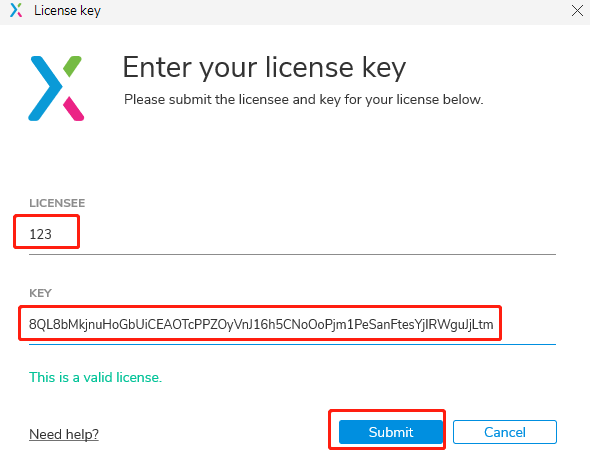 License key
Enter your license key
Please submit the licensee and key for your license below.
LICENSEE
123
KEY
8QL8bMkjnuHoGbUiCEAOTcPPZOyVnJ16h5CNoOoPjm1PeSanFtesYjIRWguJjLtm
This is a valid license.
Need help?
Submit
Cancel